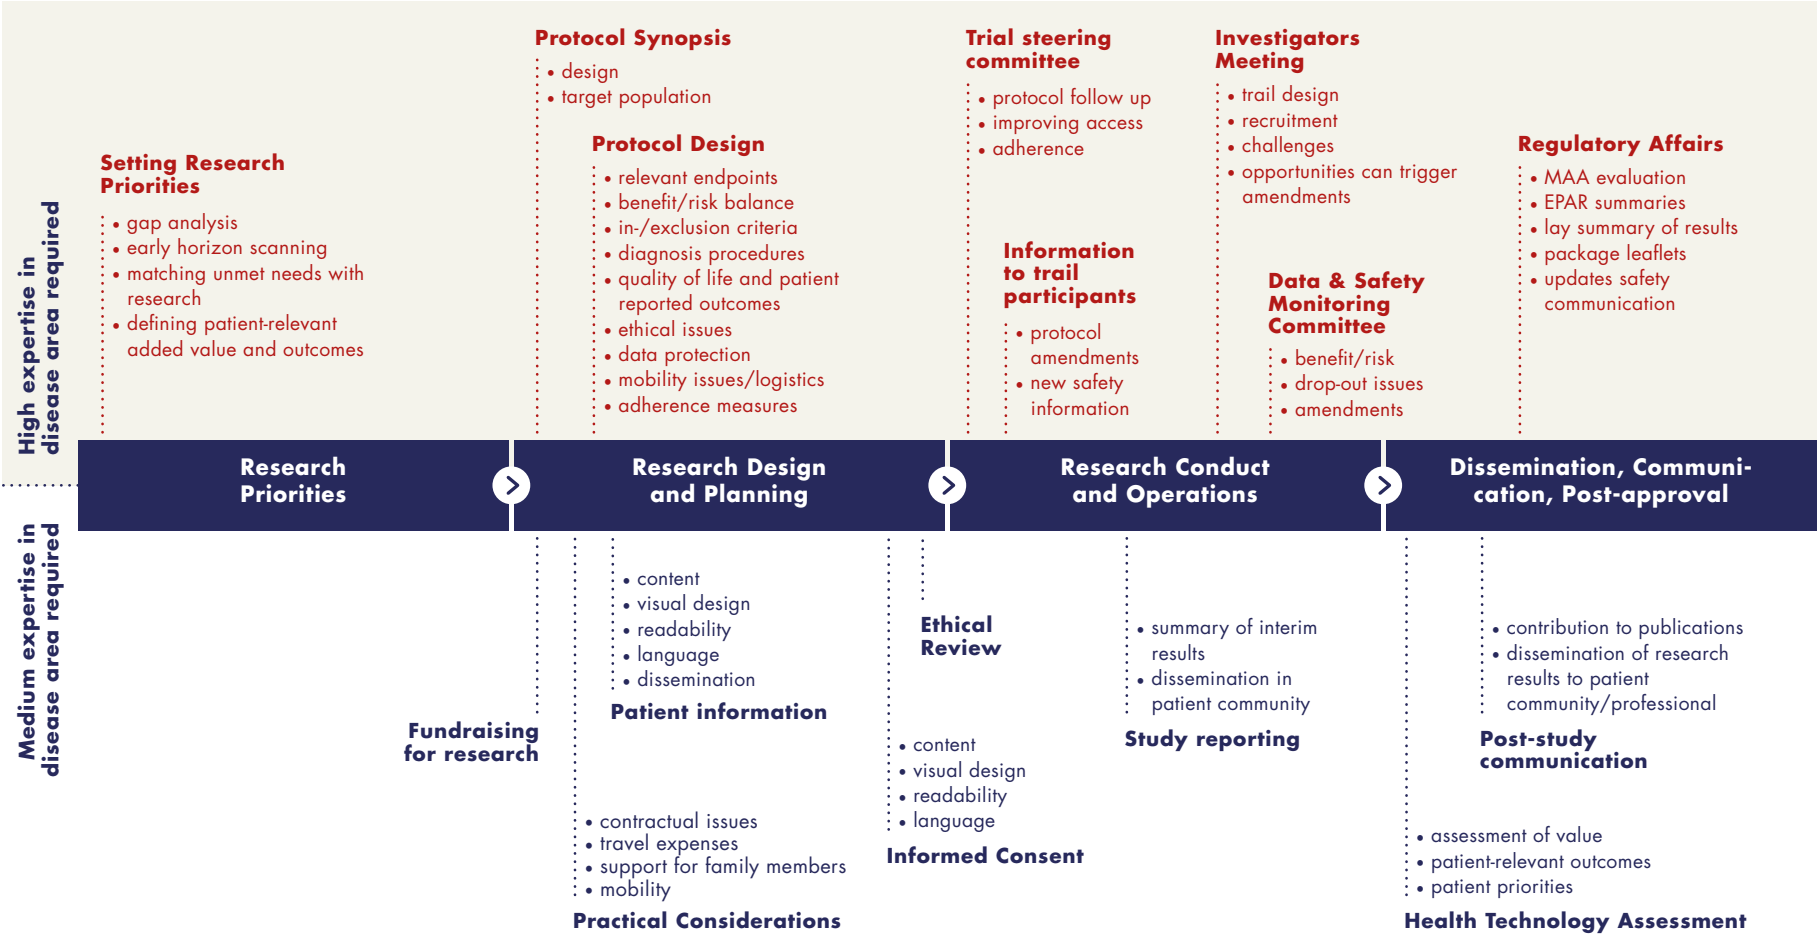 High expertise in
disease area required
Setting Research
Priorities
• gap analysis
• early horizon scanning
• matching unmet needs with
research
• defining patient-relevant
added value and outcomes
Protocol Synopsis
• design
• target population
Protocol Design
• relevant endpoints
• benefit/risk balance
• in-/exclusion criteria
• diagnosis procedures
• quality of life and patient
reported outcomes
• ethical issues
• data protection
• mobility issues/logistics
• adherence measures
Trial steering
committee
• protocol follow up
• improving access
• adherence
Information
to trail
participants
• protocol
amendments
• new safety
information
Investigators
Meeting
• trail design
• recruitment
• challenges
• opportunities can trigger
amendments
Data & Safety
Monitoring
Committee
• benefit/risk
• drop-out issues
• amendments
Regulatory Affairs
• MAA evaluation
• EPAR summaries
• lay summary of results
• package leaflets
• updates safety
communication
Research
Priorities
Research Design
and Planning
Research Conduct
and Operations
Dissemination, Communi-
cation, Post-approval
Medium expertise in
disease area required
Fundraising
for research
• content
• visual design
• readability
• language
• dissemination
Patient information
• contractual issues
• travel expenses
• support for family members
• mobility
Practical Considerations
Ethical
Review
• content
• visual design
• readability
• language
Informed Consent
• summary of interim
results
• dissemination in
patient community
Study reporting
• contribution to publications
• dissemination of research
results to patient
community/professional
Post-study
communication
• assessment of value
• patient-relevant outcomes
• patient priorities
Health Technology Assessment